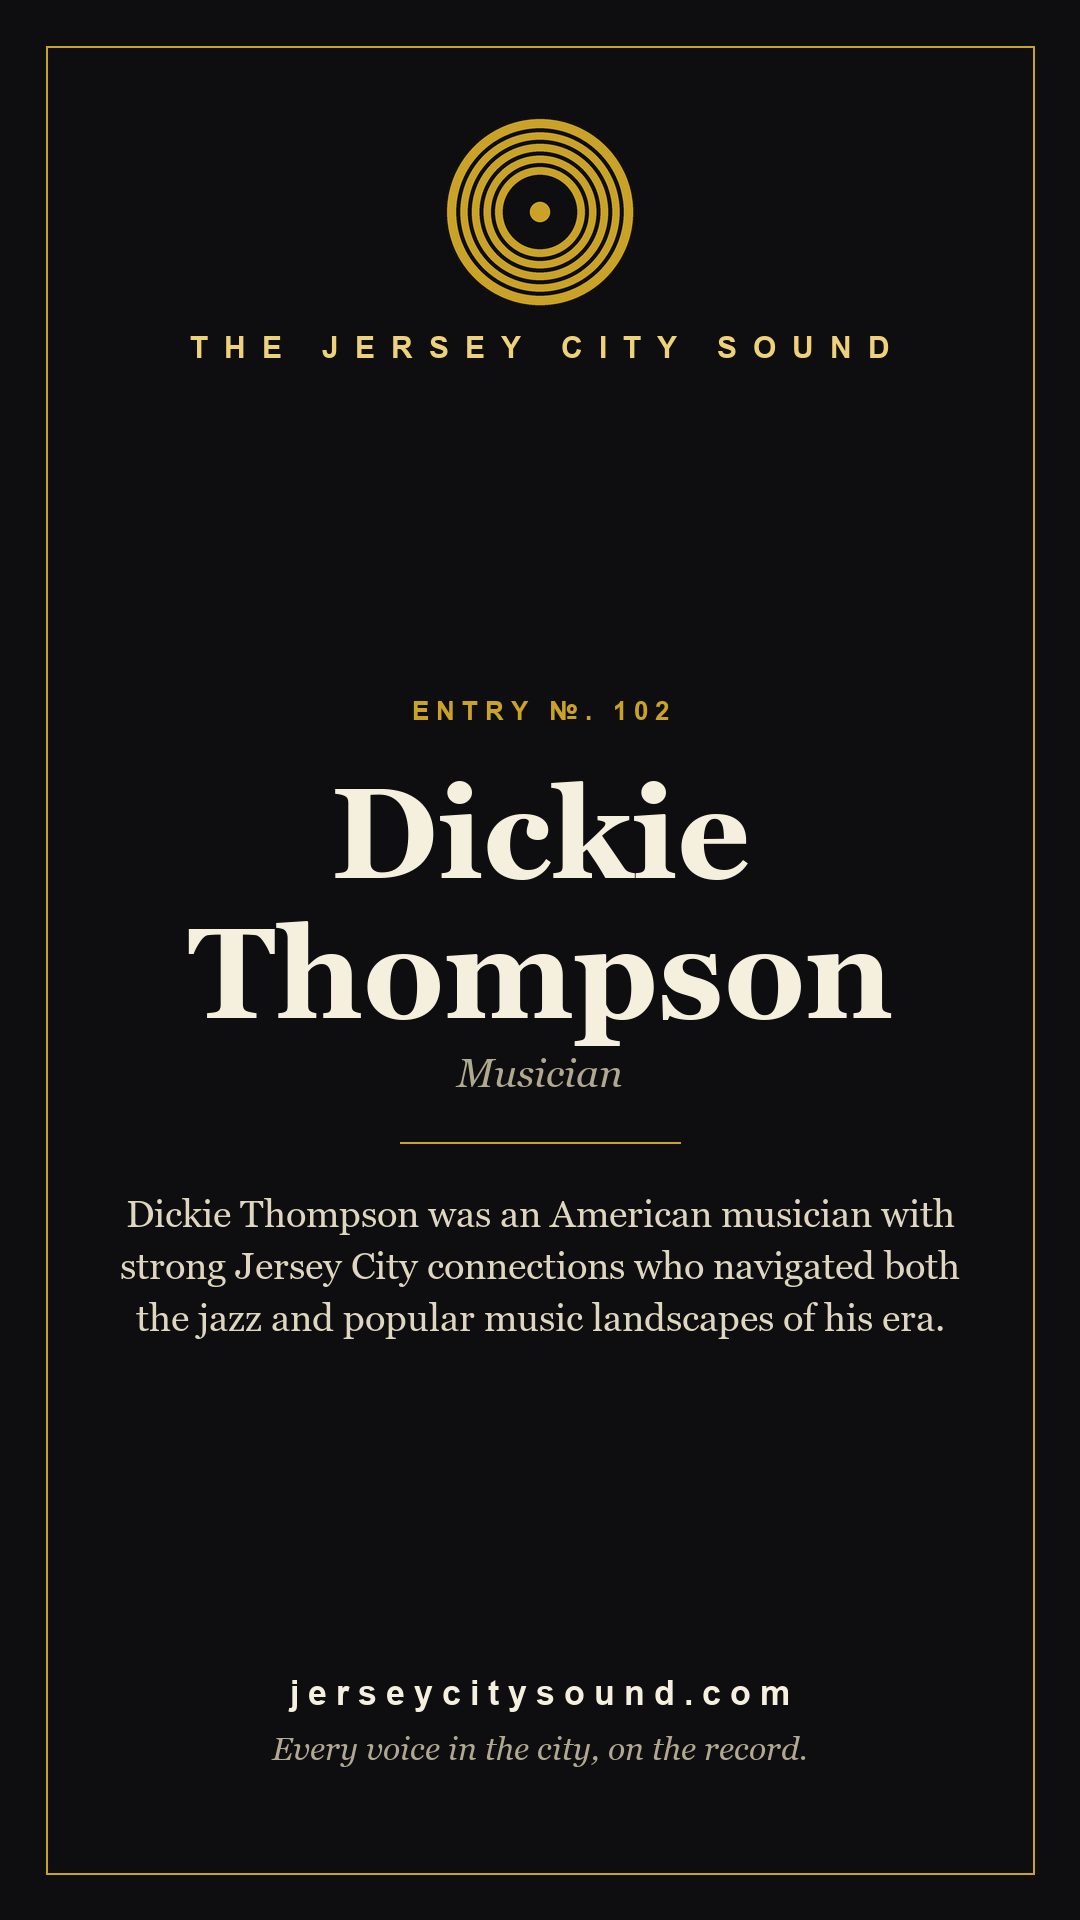 THE JERSEY CITY SOUND
ENTRY №. 102
Dickie
Thompson
Musician
Dickie Thompson was an American musician with
strong Jersey City connections who navigated both
the jazz and popular music landscapes of his era.
jerseycitysound.com
Every voice in the city, on the record.